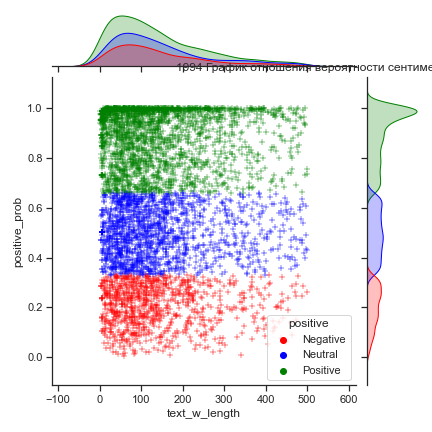 1994 График отношения вероятности сентиме
positive_prob
1.0
0.8
0.6
0.4
0.2
0.0
positive
Negative
Neutral
Positive
−100 0 100 200 300 400 500 600
text_w_length